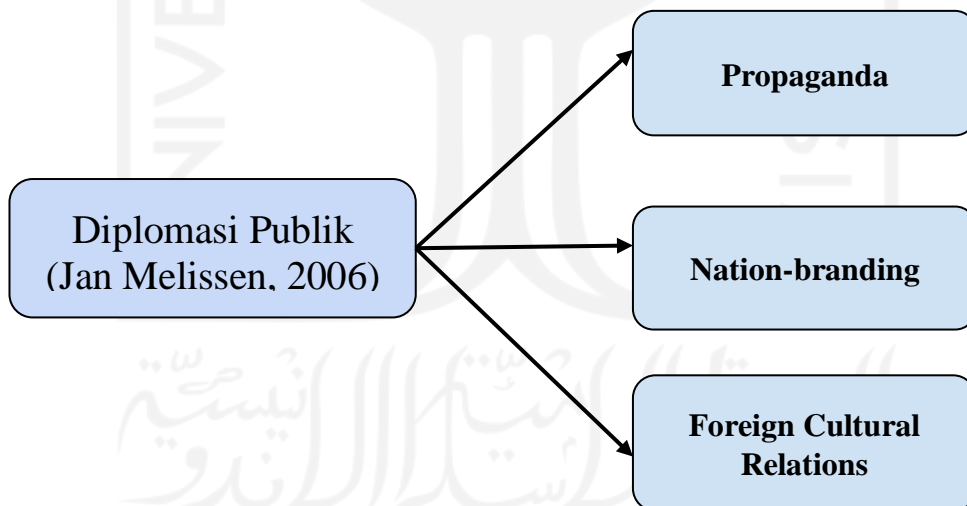 Propaganda
Diplomasi Publik
(Jan Melissen, 2006)
Nation-branding
Foreign Cultural
Relations